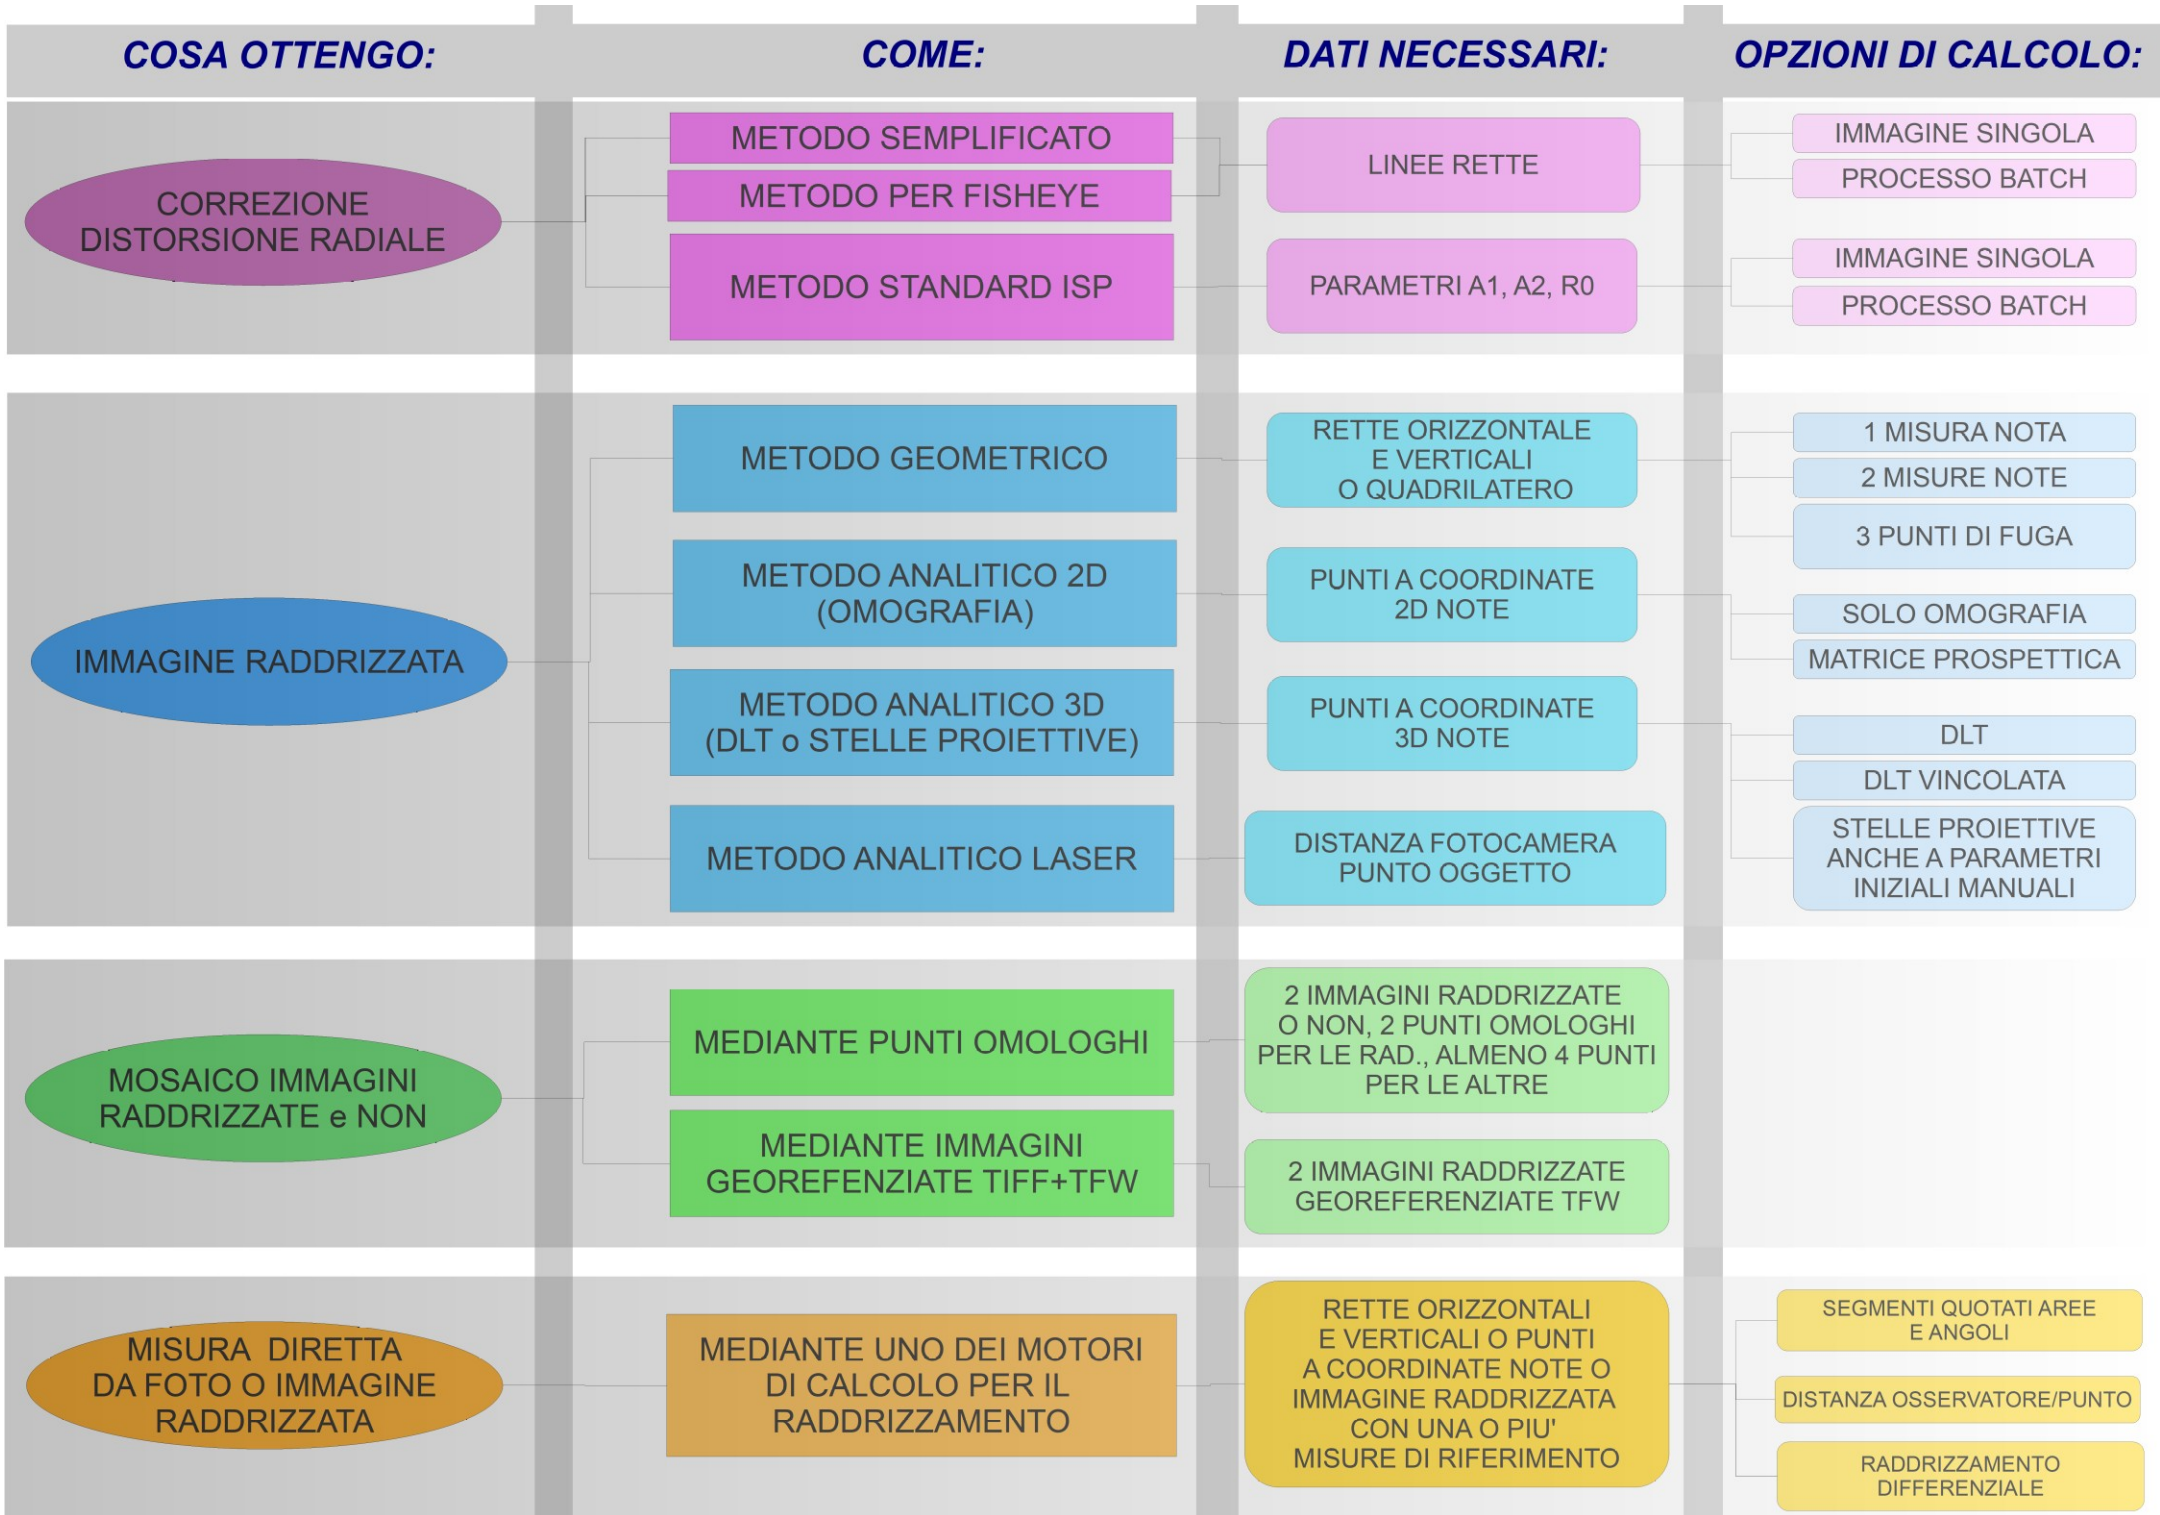 COSA OTTENGO:
COME:
DATI NECESSARI:
OPZIONI DI CALCOLO:
CORREZIONE
DISTORSIONE RADIALE
METODO SEMPLIFICATO
METODO PER FISHEYE
METODO STANDARD ISP
LINEE RETTE
PARAMETRI A1, A2, R0
IMMAGINE SINGOLA
PROCESSO BATCH
IMMAGINE SINGOLA
PROCESSO BATCH
IMMAGINE RADDRIZZATA
METODO GEOMETRICO
RETTE ORIZZONTALE
E VERTICALI
O QUADRILATERO
1 MISURA NOTA
2 MISURE NOTE
3 PUNTI DI FUGA
METODO ANALITICO 2D
(OMOGRAFIA)
PUNTI A COORDINATE
2D NOTE
SOLO OMOGRAFIA
MATRICE PROSPETTICA
METODO ANALITICO 3D
(DLT o STELLE PROIETTIVE)
PUNTI A COORDINATE
3D NOTE
DLT
DLT VINCOLATA
STELLE PROIETTIVE
ANCHE A PARAMETRI
INIZIALI MANUALI
METODO ANALITICO LASER
DISTANZA FOTOCAMERA
PUNTO OGGETTO
MOSAICO IMMAGINI
RADDRIZZATE e NON
MEDIANTE PUNTI OMOLOGHI
2 IMMAGINI RADDRIZZATE
O NON, 2 PUNTI OMOLOGHI
PER LE RAD., ALMENO 4 PUNTI
PER LE ALTRE
MEDIANTE IMMAGINI
GEOREFENZIATE TIFF+TFW
2 IMMAGINI RADDRIZZATE
GEOREFERENZIATE TFW
MISURA DIRETTA
DA FOTO O IMMAGINE
RADDRIZZATA
MEDIANTE UNO DEI MOTORI
DI CALCOLO PER IL
RADDRIZZAMENTO
RETTE ORIZZONTALI
E VERTICALI O PUNTI
A COORDINATE NOTE O
IMMAGINE RADDRIZZATA
CON UNA O PIU'
MISURE DI RIFERIMENTO
SEGMENTI QUOTATI AREE
E ANGOLI
DISTANZA OSSERVATORE/PUNTO
RADDRIZZAMENTO
DIFFERENZIALE